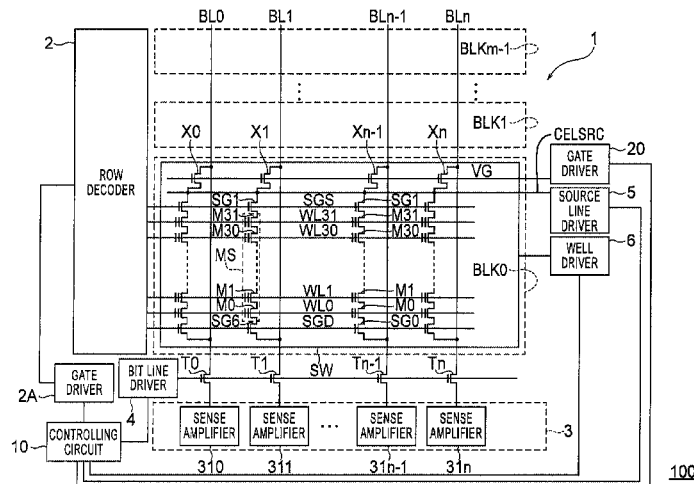 BL0 BL1 BLn-1 BLn
2
BLKm-1
1
BLK1
X0 X1 Xn-1 Xn
CELSRC
20
VG
GATE DRIVER
ROW DECODER
SG1 SGS SG1
5
SOURCE LINE DRIVER
M31 WL31 M31
M30 WL30 M30
6
WELL DRIVER
MS
BLK0
M1 WL1 M1
M0 WL0 M0
SG6 SGD SG0
T0 T1 SW Tn-1 Tn
GATE DRIVER
BIT LINE DRIVER
2A
4
10
CONTROLLING CIRCUIT
SENSE AMPLIFIER
SENSE AMPLIFIER
...
SENSE AMPLIFIER
SENSE AMPLIFIER
3
310 311 31n-1 31n
100